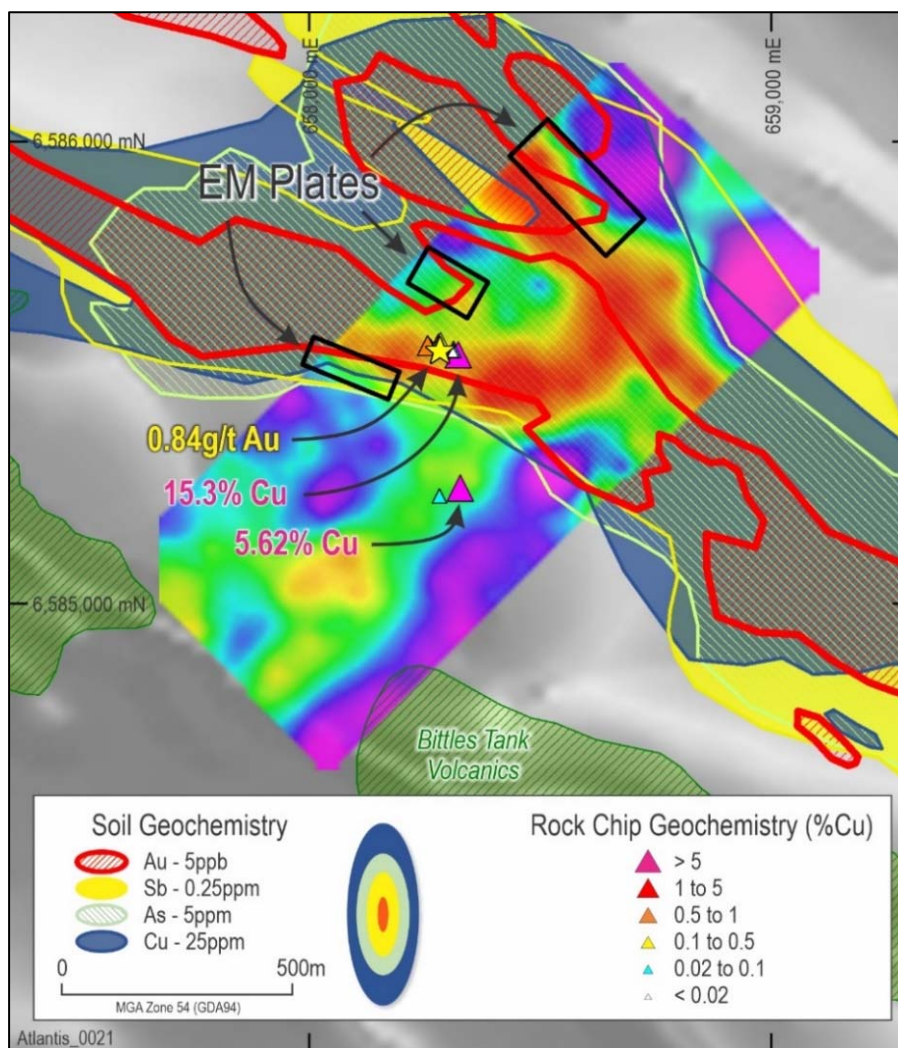 658,000 mE
659,000 mE
6,586,000 mN
EM Plates
0.84g/t Au
15.3% Cu
5.62% Cu
6,585,000 mN
Bittles Tank
Volcanics
Soil Geochemistry
Au - 5ppb
Sb - 0.25ppm
As - 5ppm
Cu - 25ppm
0 500m
MGA Zone 54 (GDA94)
Rock Chip Geochemistry (%Cu)
> 5
1 to 5
0.5 to 1
0.1 to 0.5
0.02 to 0.1
< 0.02
Atlantis_0021